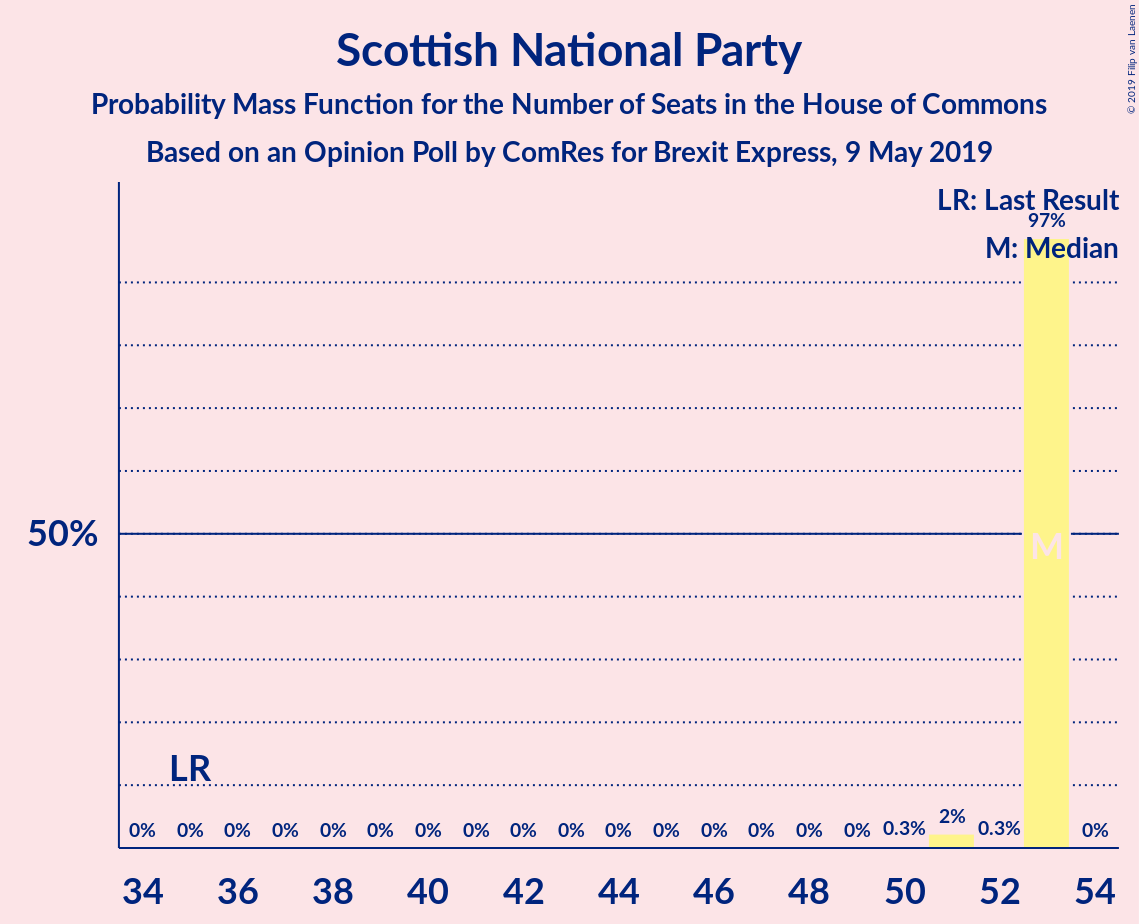 Scottish National Party
Probability Mass Function for the Number of Seats in the House of Commons
Based on an Opinion Poll by ComRes for Brexit Express, 9 May 2019
© 2019 Filip van Laenen
LR: Last Result
97%
M: Median
50%
M
LR
0% 0% 0% 0% 0% 0% 0% 0% 0% 0% 0% 0% 0% 0% 0% 0% 0.3% 2% 0.3% 0%
34 36 38 40 42 44 46 48 50 52 54